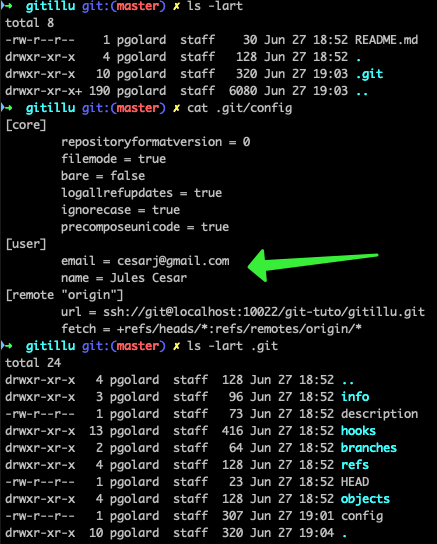 ➜  gitillu git:(master) ✗ ls -lart
total 8
-rw-r--r--    1 pgolard  staff    30 Jun 27 18:52 README.md
drwxr-xr-x    4 pgolard  staff   128 Jun 27 18:52 .
drwxr-xr-x   10 pgolard  staff   320 Jun 27 19:03 .git
drwxr-xr-x+ 190 pgolard  staff  6080 Jun 27 19:03 ..
➜  gitillu git:(master) ✗ cat .git/config
[core]
        repositoryformatversion = 0
        filemode = true
        bare = false
        logallrefupdates = true
        ignorecase = true
        precomposeunicode = true
[user]
        email = cesarj@gmail.com
        name = Jules Cesar
[remote "origin"]
        url = ssh://git@localhost:10022/git-tuto/gitillu.git
        fetch = +refs/heads/*:refs/remotes/origin/*
➜  gitillu git:(master) ✗ ls -lart .git
total 24
drwxr-xr-x   4 pgolard  staff  128 Jun 27 18:52 ..
drwxr-xr-x   3 pgolard  staff   96 Jun 27 18:52 info
-rw-r--r--   1 pgolard  staff   73 Jun 27 18:52 description
drwxr-xr-x  13 pgolard  staff  416 Jun 27 18:52 hooks
drwxr-xr-x   2 pgolard  staff   64 Jun 27 18:52 branches
drwxr-xr-x   4 pgolard  staff  128 Jun 27 18:52 refs
-rw-r--r--   1 pgolard  staff   23 Jun 27 18:52 HEAD
drwxr-xr-x   4 pgolard  staff  128 Jun 27 18:52 objects
-rw-r--r--   1 pgolard  staff  307 Jun 27 19:01 config
drwxr-xr-x  10 pgolard  staff  320 Jun 27 19:04 .